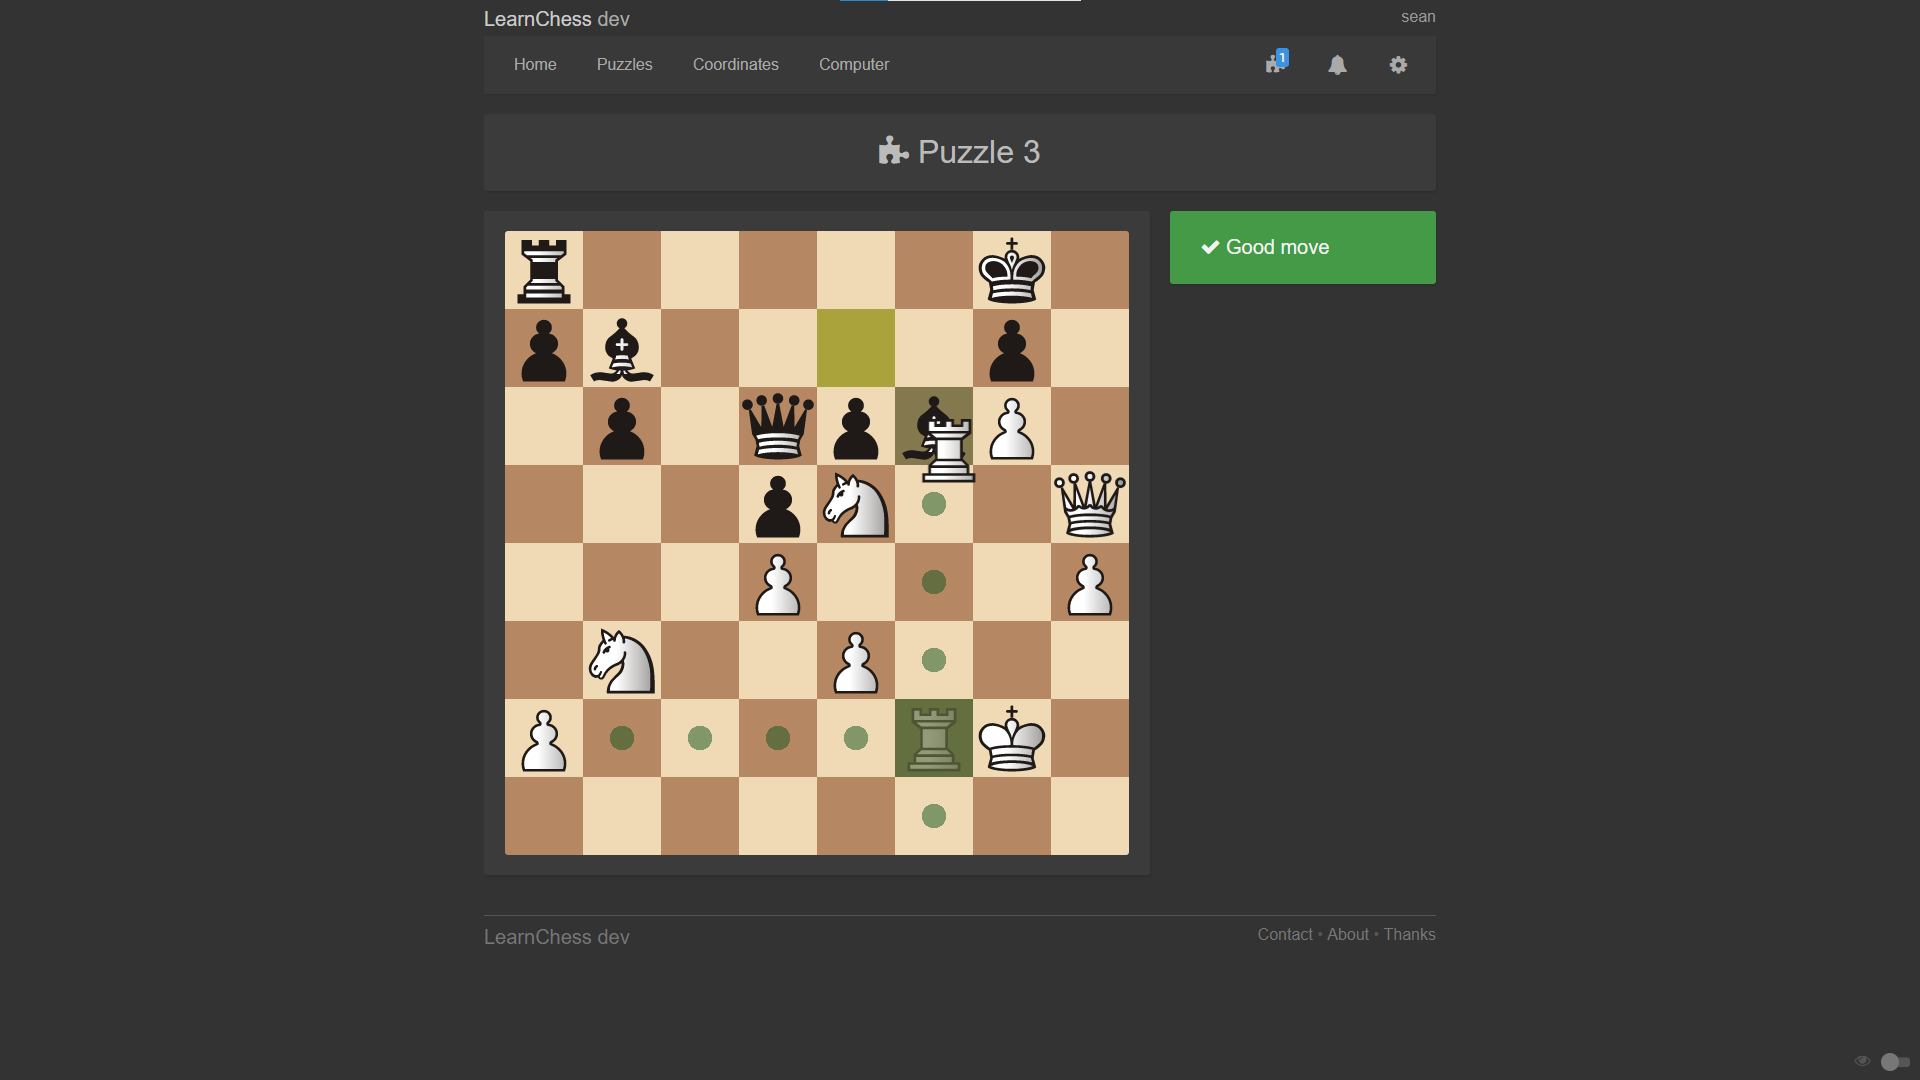 LearnChess dev
sean
Home Puzzles Coordinates Computer 1
Puzzle 3
Good move
LearnChess dev
Contact • About • Thanks